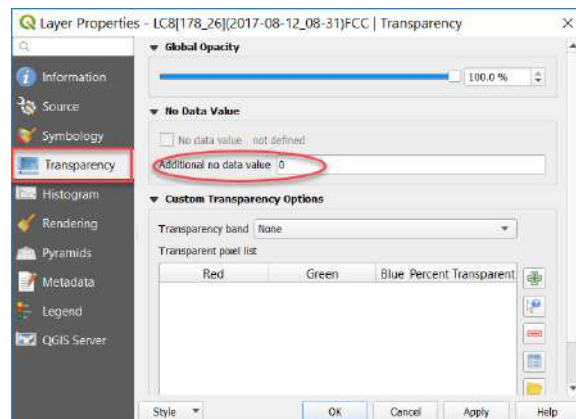 Layer Properties - LC8[178_26](2017-08-12_08-31)FCC | Transparency
Information
Source
Symbology
Transparency
Histogram
Rendering
Pyramids
Metadata
Legend
QGIS Server
Global Opacity
100.0 %
No Data Value
No data value not defined
Additional no data value 0
Custom Transparency Options
Transparency band None
Transparent pixel list
Red Green Blue Percent Transparent
Style OK Cancel Apply Help